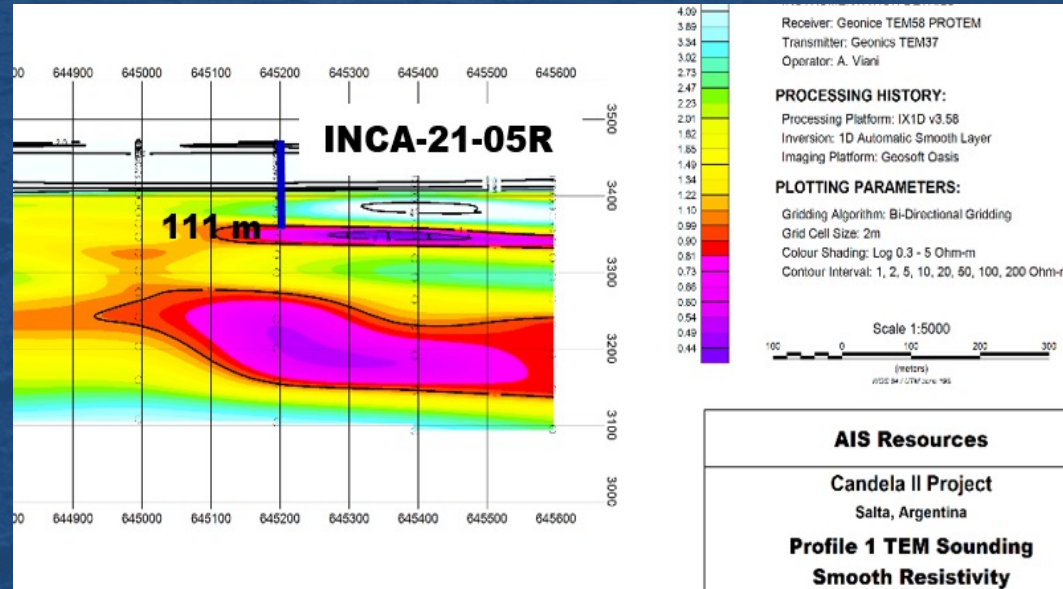 644900 645000 645100 645200 645300 645400 645500 645600
INCA-21-05R
111 m
3500
3400
3300
3200
3100
3000
644900 645000 645100 645200 645300 645400 645500 645600
4.09
3.69
3.34
3.02
2.73
2.47
2.23
2.01
1.82
1.65
1.49
1.34
1.22
1.10
0.99
0.90
0.81
0.73
0.66
0.60
0.54
0.49
0.44
Receiver: Geonice TEM58 PROTEM
Transmitter: Geonics TEM37
Operator: A. Viani
PROCESSING HISTORY:
Processing Platform: IX1D v3.58
Inversion: 1D Automatic Smooth Layer
Imaging Platform: Geosoft Oasis
PLOTTING PARAMETERS:
Gridding Algorithm: Bi-Directional Gridding
Grid Cell Size: 2m
Colour Shading: Log 0.3 - 5 Ohm-m
Contour Interval: 1, 2, 5, 10, 20, 50, 100, 200 Ohm-m
Scale 1:5000
100 0 100 200 300
(meters)
AIS Resources
Candela II Project
Salta, Argentina
Profile 1 TEM Sounding
Smooth Resistivity